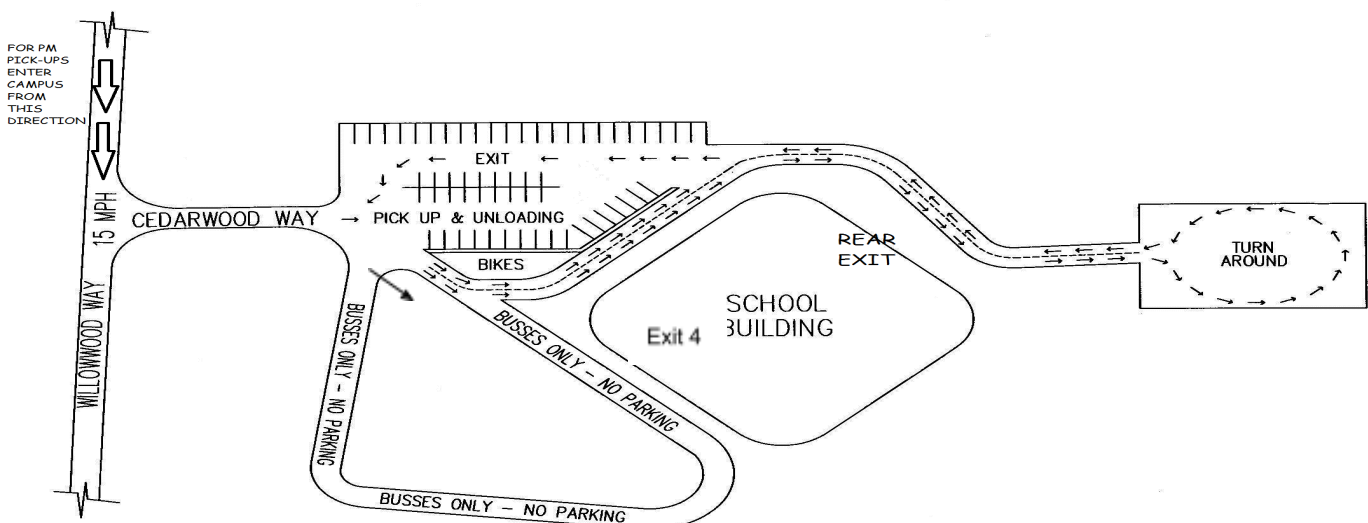 FOR PM
PICK-UPS
ENTER
CAMPUS
FROM
THIS
DIRECTION
WILLOWWOOD WAY 15 MPH
CEDARWOOD WAY
EXIT
PICK UP & UNLOADING
BIKES
BUSSES ONLY - NO PARKING
BUSSES ONLY - NO PARKING
BUSSES ONLY - NO PARKING
REAR
EXIT
SCHOOL
BUILDING
Exit 4
TURN
AROUND